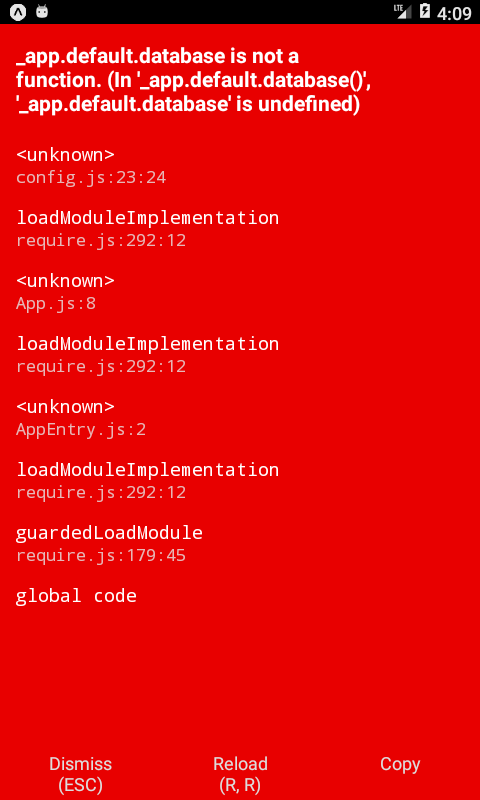 LTE 4:09
_app.default.database is not a
function. (In '_app.default.database()',
'_app.default.database' is undefined)
<unknown>
config.js:23:24
loadModuleImplementation
require.js:292:12
<unknown>
App.js:8
loadModuleImplementation
require.js:292:12
<unknown>
AppEntry.js:2
loadModuleImplementation
require.js:292:12
guardedLoadModule
require.js:179:45
global code
Dismiss Reload Copy
(ESC) (R, R)